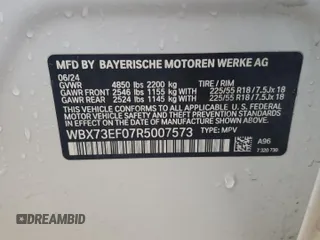 MFD BY BAYERISCHE MOTOREN WERKE AG
06/24
GVWR 4850 lbs 2200 kg TIRE / RIM
GAWR FRONT 2546 lbs 1155 kg WITH 225/55 R18 / 7.5Jx 18
GAWR REAR 2524 lbs 1145 kg WITH 225/55 R18 / 7.5Jx 18
THIS VEHICLE CONFORMS TO ALL APPLICABLE U.S. FEDERAL
MOTOR VEHICLE SAFETY, BUMPER, AND THEFT PREVENTION
STANDARDS IN EFFECT ON THE DATE OF MANUFACTURE SHOWN ABOVE.
WBX73EF07R5007573 TYPE: MPV
A96
DREAMBID